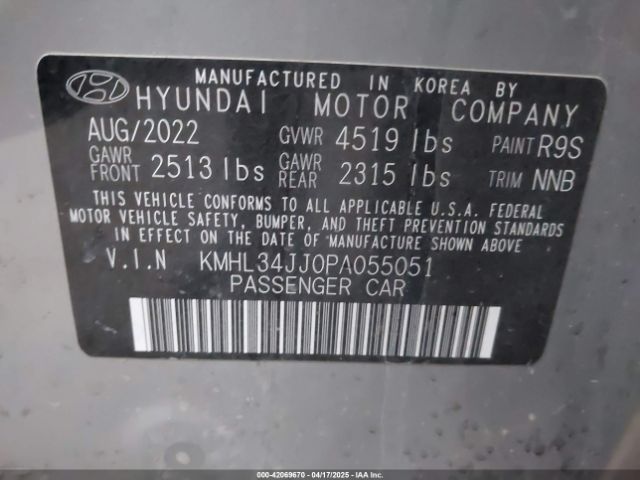 MANUFACTURED IN KOREA BY
HYUNDAI MOTOR COMPANY
AUG/2022 GVWR 4519 lbs PAINT R9S
GAWR FRONT 2513 lbs GAWR REAR 2315 lbs TRIM NNB
THIS VEHICLE CONFORMS TO ALL APPLICABLE U.S.A. FEDERAL
MOTOR VEHICLE SAFETY, BUMPER, AND THEFT PREVENTION
STANDARDS IN EFFECT ON THE DATE OF MANUFACTURE SHOWN ABOVE
V.I.N KMHL34JJ0PA055051
PASSENGER CAR
000-42069670 04/17/2025 IAAI.COM